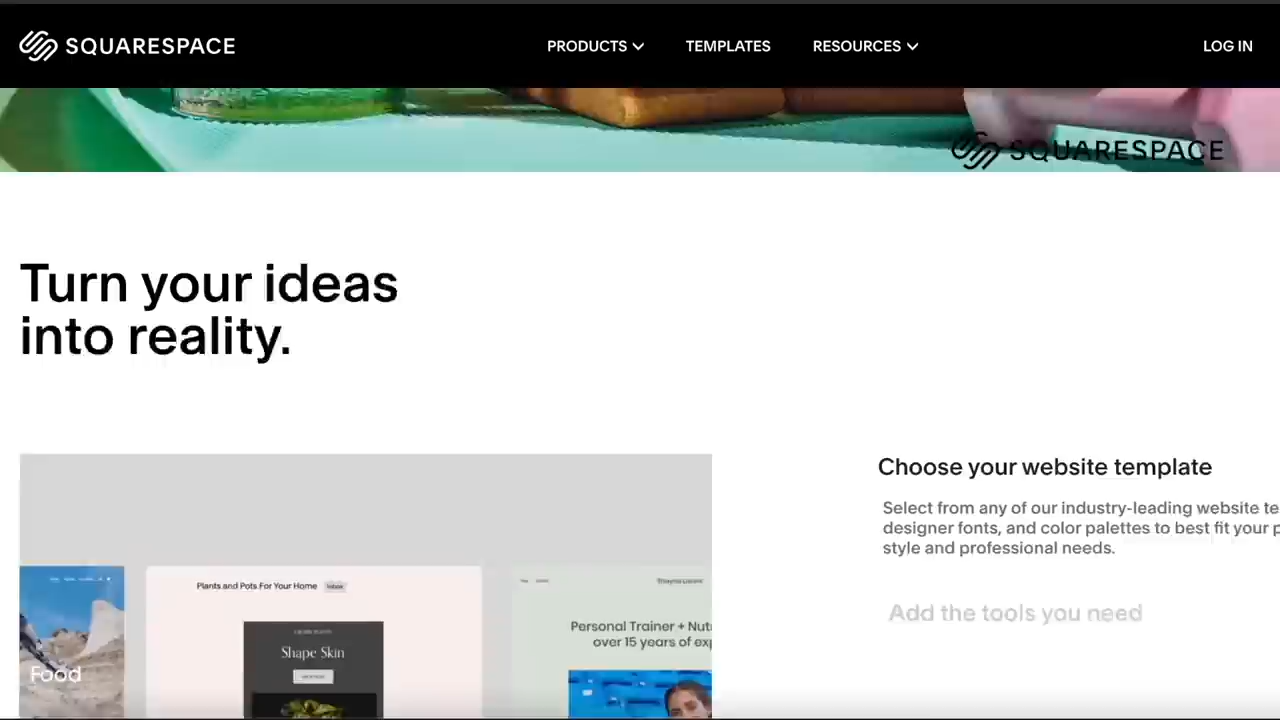 SQUARESPACE
PRODUCTS
TEMPLATES
RESOURCES
LOG IN
SQUARESPACE
Turn your ideas
into reality.
Choose your website template
Select from any of our industry-leading website te
designer fonts, and color palettes to best fit your p
style and professional needs.
Add the tools you need
Plants and Pots For Your Home
Shape Skin
Personal Trainer + Nut
over 15 years of exp
Food